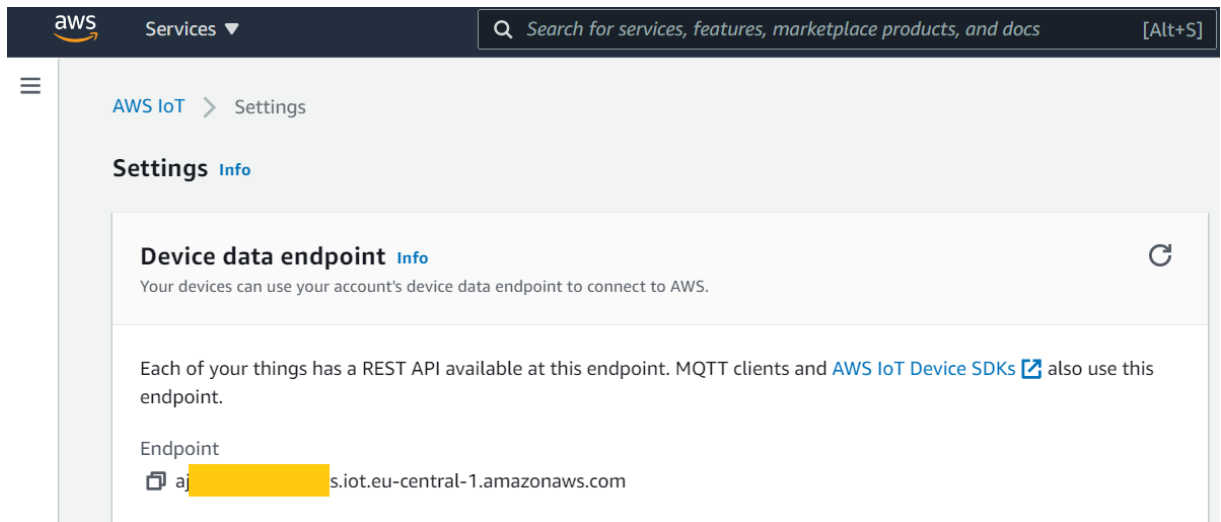 aws Services ▼ Search for services, features, marketplace products, and docs [Alt+S]
AWS IoT > Settings
Settings Info
Device data endpoint Info
Your devices can use your account's device data endpoint to connect to AWS.
Each of your things has a REST API available at this endpoint. MQTT clients and AWS IoT Device SDKs also use this
endpoint.
Endpoint
aj s.iot.eu-central-1.amazonaws.com